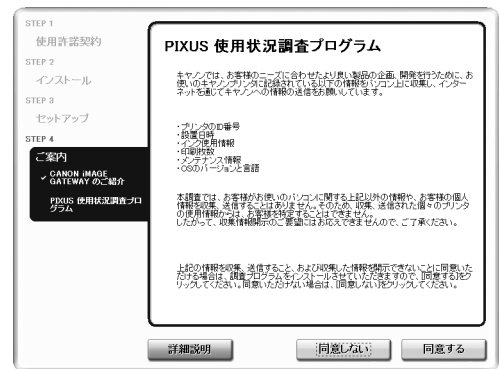 STEP 1
使用許諾契約
STEP 2
インストール
STEP 3
セットアップ
STEP 4
ご案内
CANON iMAGE
GATEWAY のご紹介
PIXUS 使用状況調査プロ
グラム
PIXUS 使用状況調査プログラム
キヤノンでは、お客様のニーズに合わせたより良い製品の企画、開発を行うために、お
使いのキヤノンプリンタに記録されている以下の情報をパソコン上に収集し、インター
ネットを通じてキヤノンへの情報の送信をお願いしています。
・プリンタのID番号
・設置日時
・インク使用情報
・印刷枚数
・メンテナンス情報
・OSのバージョンと言語
本調査では、お客様がお使いのパソコンに関する上記以外の情報や、お客様の個人
情報を収集、送信することはありません。そのため、収集、送信された個々のプリンタ
の使用情報からは、お客様を特定することはできません。
したがって、収集情報開示のご要望にはお応えできませんので、ご了承ください。
上記の情報を収集、送信すること、および収集した情報を開示できないことに同意いた
だける場合は、調査プログラムをインストールさせていただきますので、[同意する]をク
リックしてください。同意いただけない場合は、[同意しない]をクリックしてください。
詳細説明
同意しない
同意する